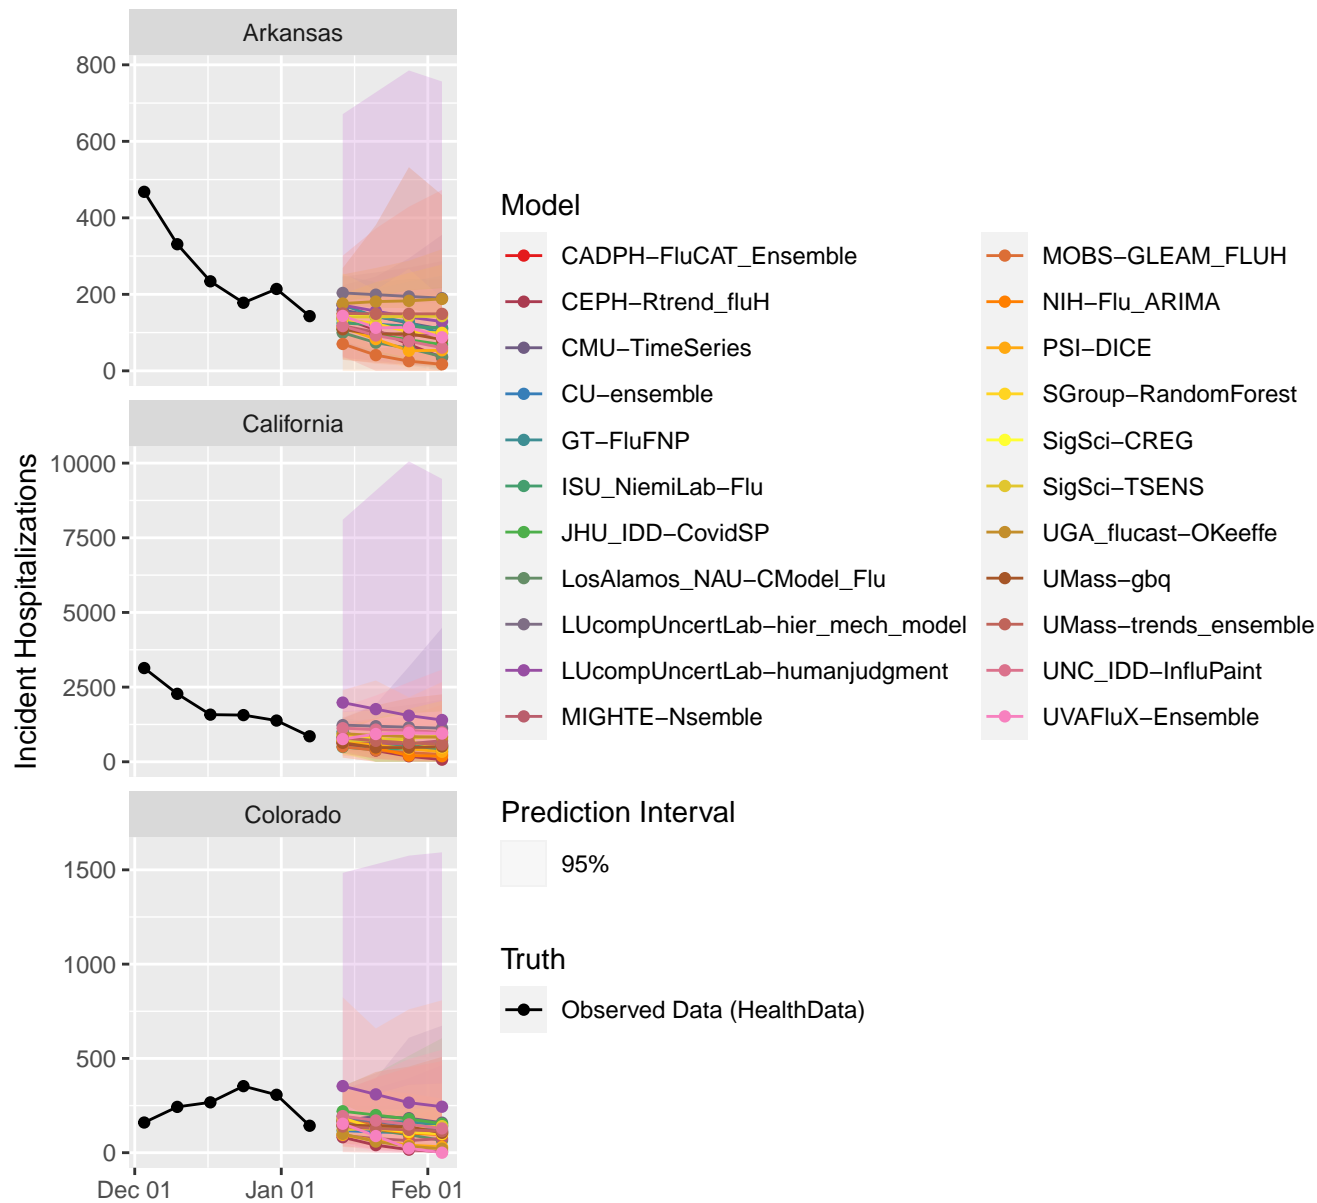 Arkansas
800
600
400
200
0
California
10000
7500
5000
2500
0
Colorado
1500
1000
500
0
Dec 01
Jan 01
Feb 01
Incident Hospitalizations
Model
CADPH−FluCAT_Ensemble
CEPH−Rtrend_fluH
CMU−TimeSeries
CU−ensemble
GT−FluFNP
ISU_NiemiLab−Flu
JHU_IDD−CovidSP
LosAlamos_NAU−CModel_Flu
LUcompUncertLab−hier_mech_model
LUcompUncertLab−humanjudgment
MIGHTE−Nsemble
MOBS−GLEAM_FLUH
NIH−Flu_ARIMA
PSI−DICE
SGroup−RandomForest
SigSci−CREG
SigSci−TSENS
UGA_flucast−OKeeffe
UMass−gbq
UMass−trends_ensemble
UNC_IDD−InfluPaint
UVAFluX−Ensemble
Prediction Interval
95%
Truth
Observed Data (HealthData)